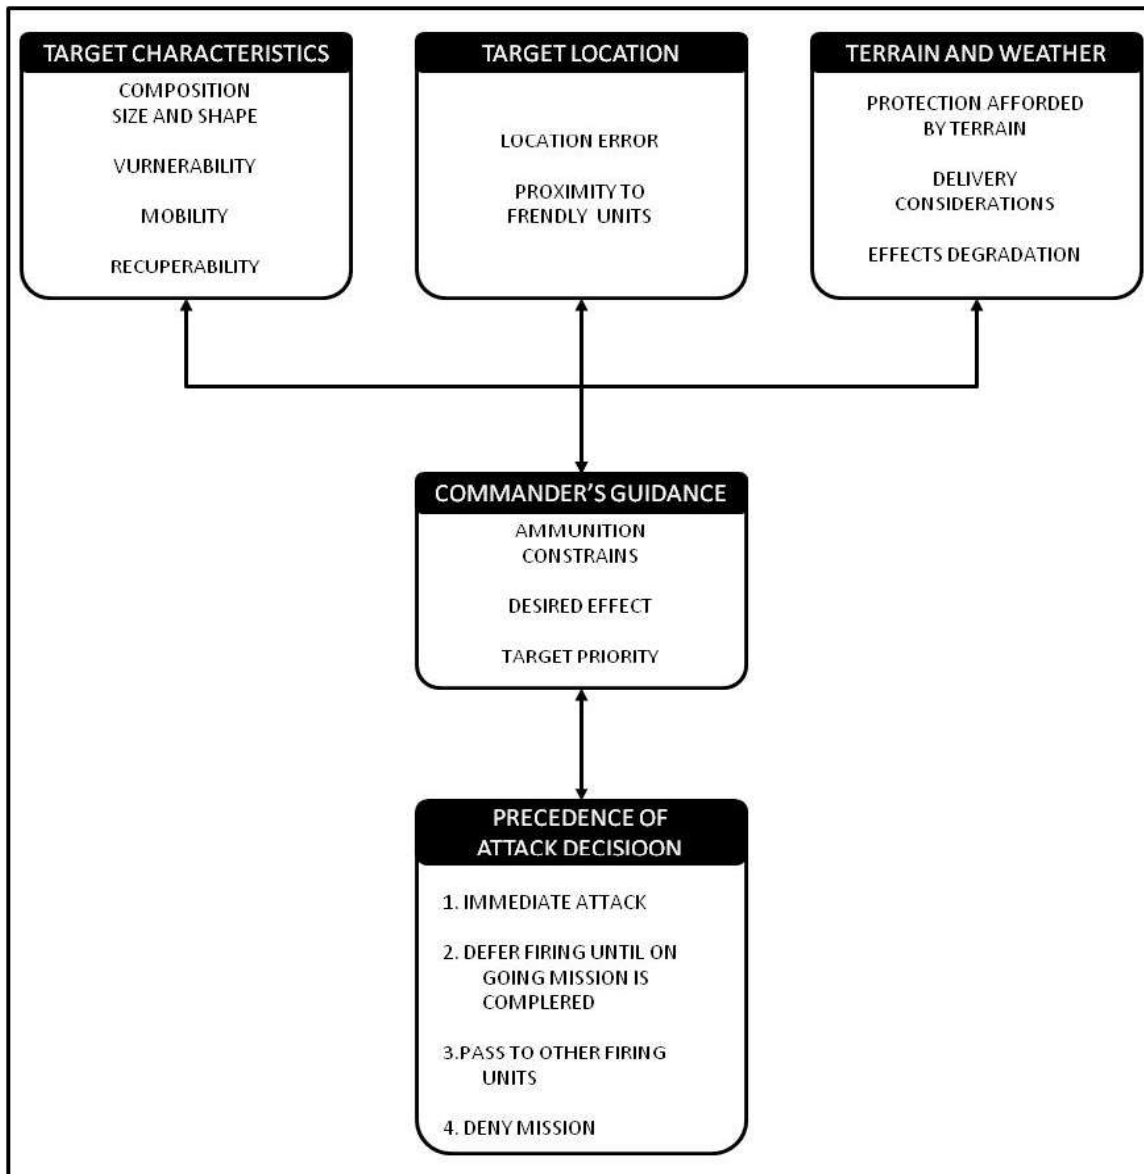 TARGET CHARACTERISTICS
COMPOSITION
SIZE AND SHAPE
VURNERABILITY
MOBILITY
RECUPERABILITY
TARGET LOCATION
LOCATION ERROR
PROXIMITY TO
FRENDLY UNITS
TERRAIN AND WEATHER
PROTECTION AFFORDED
BY TERRAIN
DELIVERY
CONSIDERATIONS
EFFECTS DEGRADATION
COMMANDER'S GUIDANCE
AMMUNITION
CONSTRAINS
DESIRED EFFECT
TARGET PRIORITY
PRECEDENCE OF
ATTACK DECISIOON
1. IMMEDIATE ATTACK
2. DEFER FIRING UNTIL ON
GOING MISSION IS
COMPLERED
3.PASS TO OTHER FIRING
UNITS
4. DENY MISSION